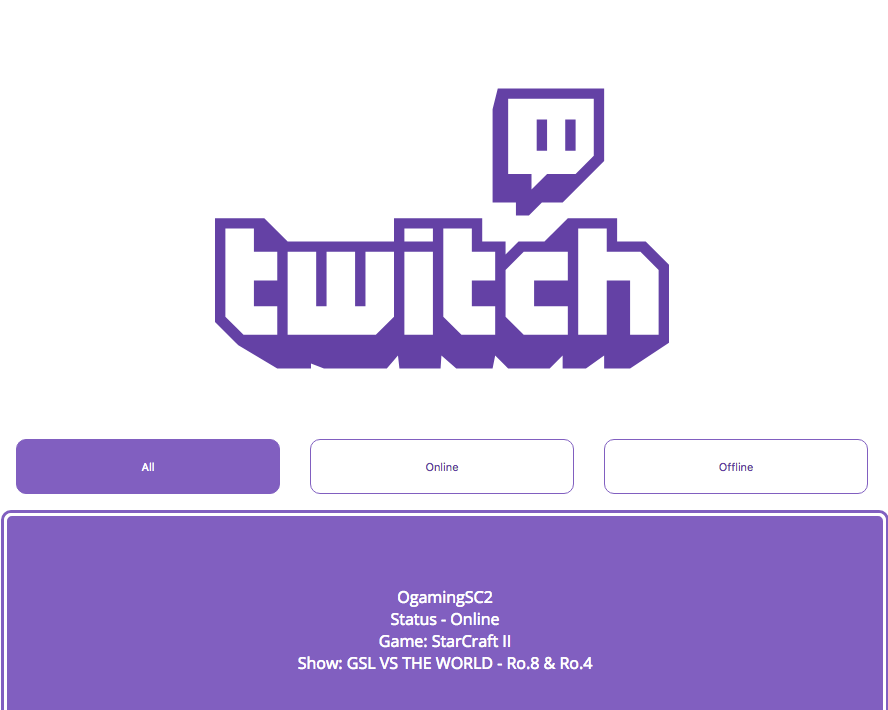 twitch
All
Online
Offline
OgamingSC2
Status - Online
Game: StarCraft II
Show: GSL VS THE WORLD - Ro.8 & Ro.4